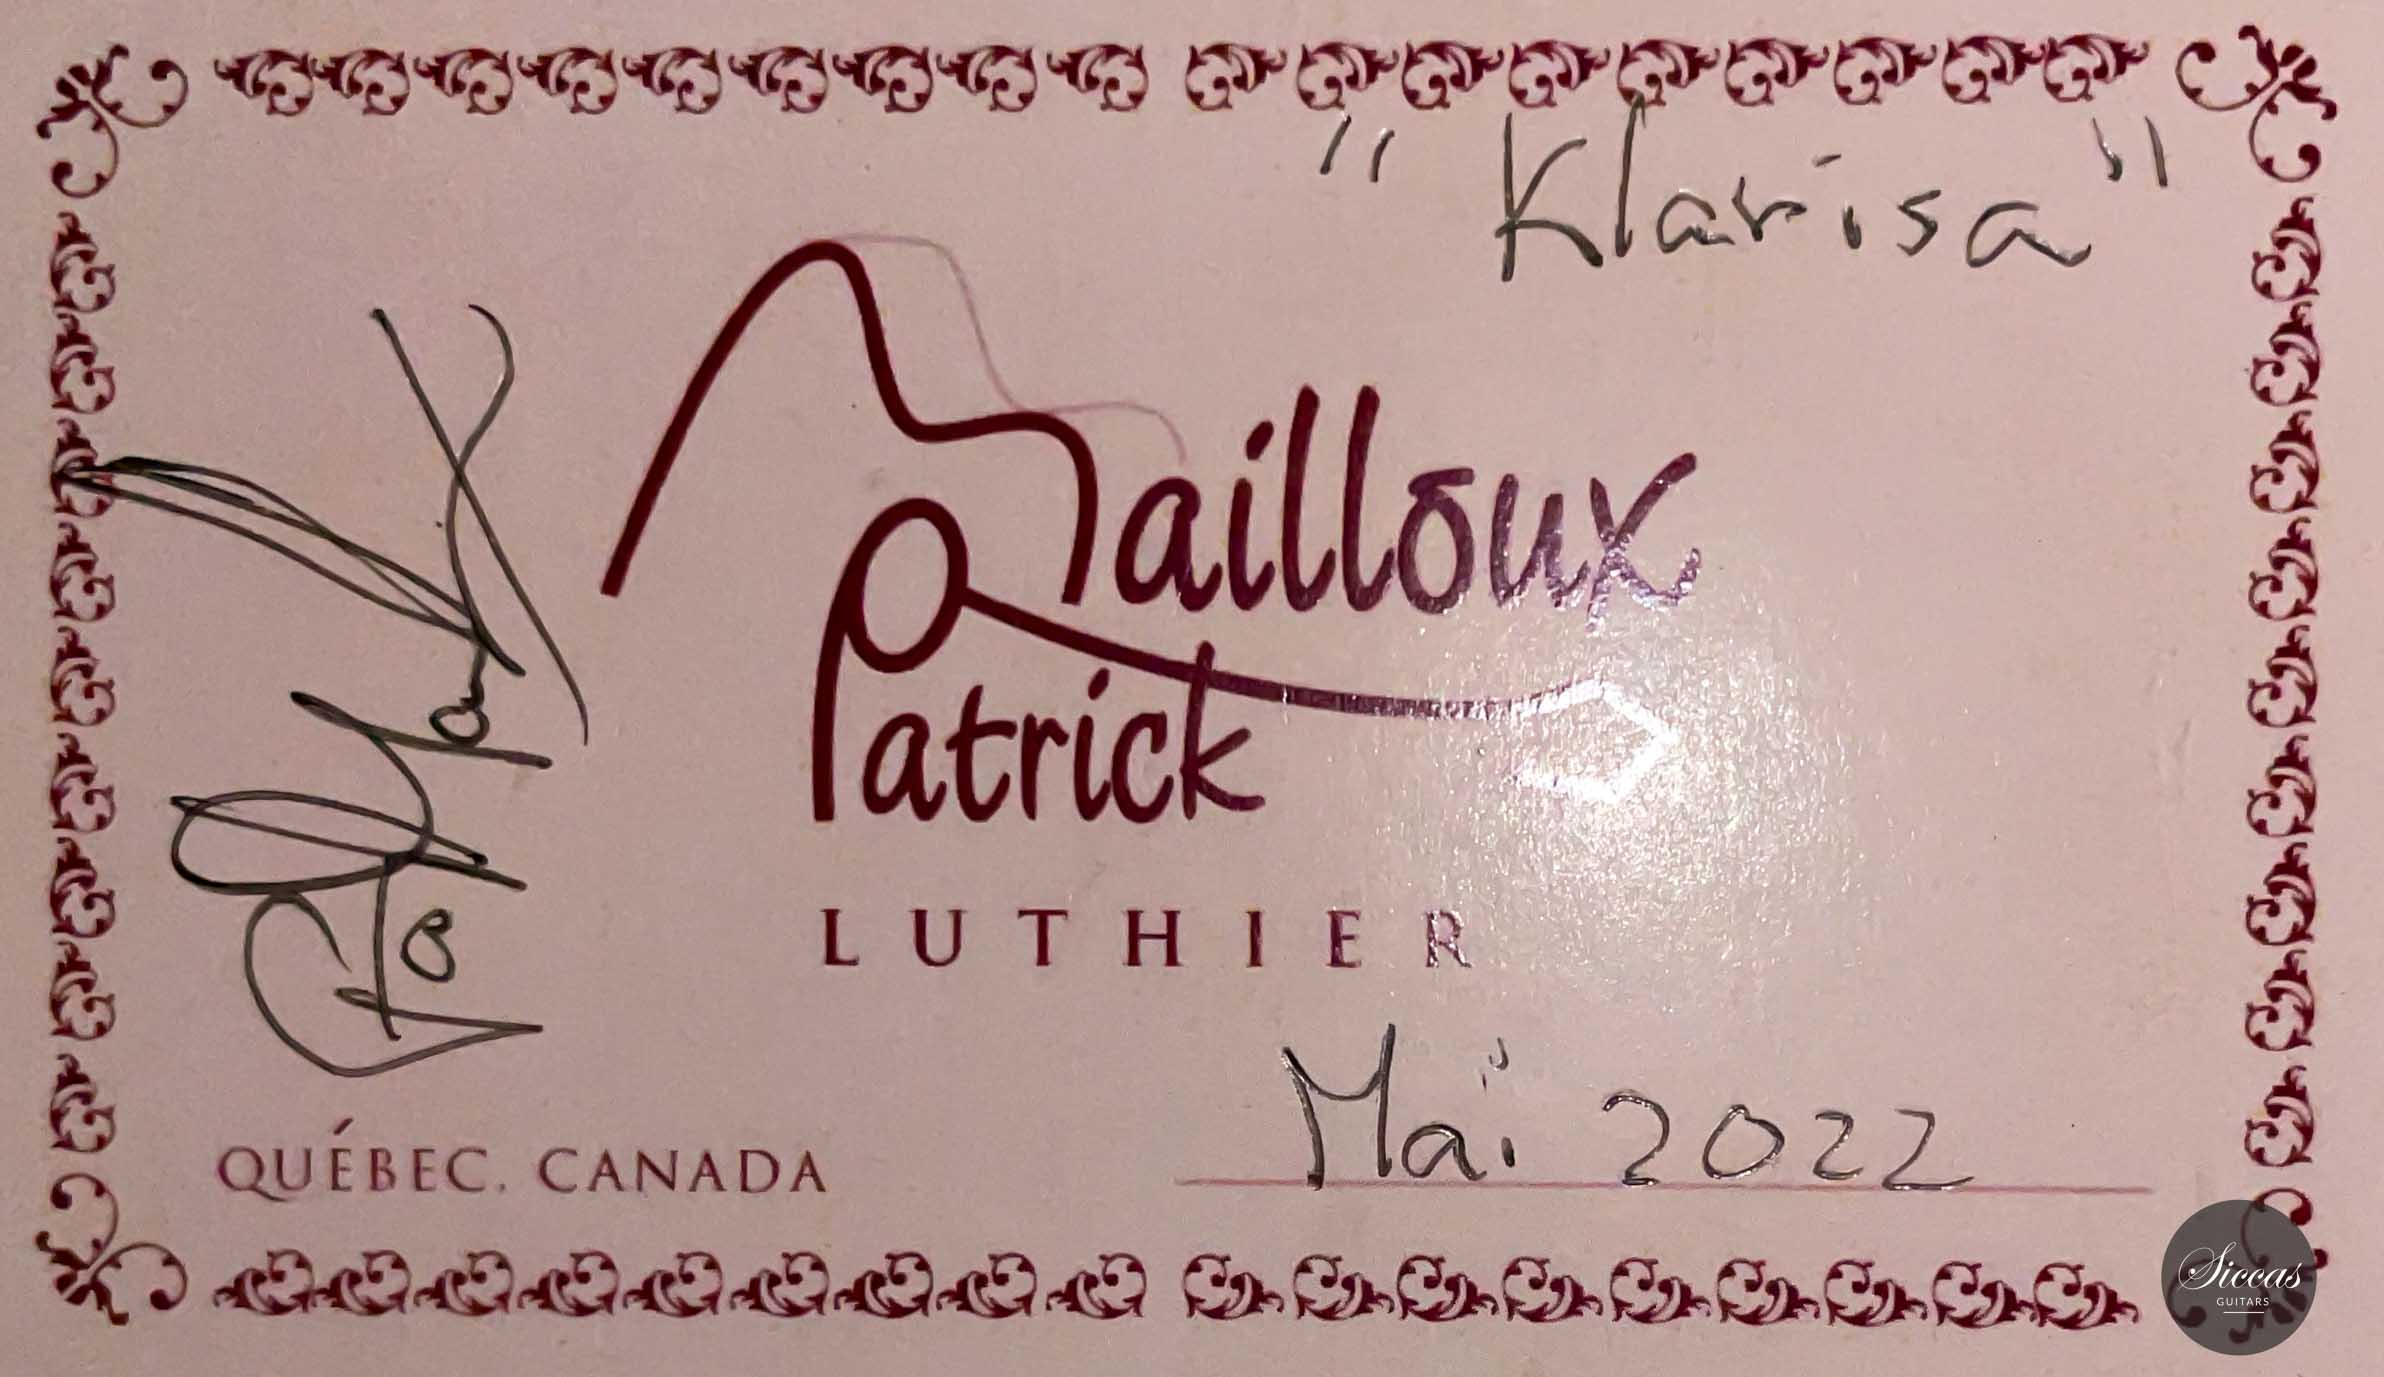 "Klarisa"
Mailloux
Patrick
LUTHIER
Mai 2022
QUÉBEC, CANADA
Siccas
GUITARS